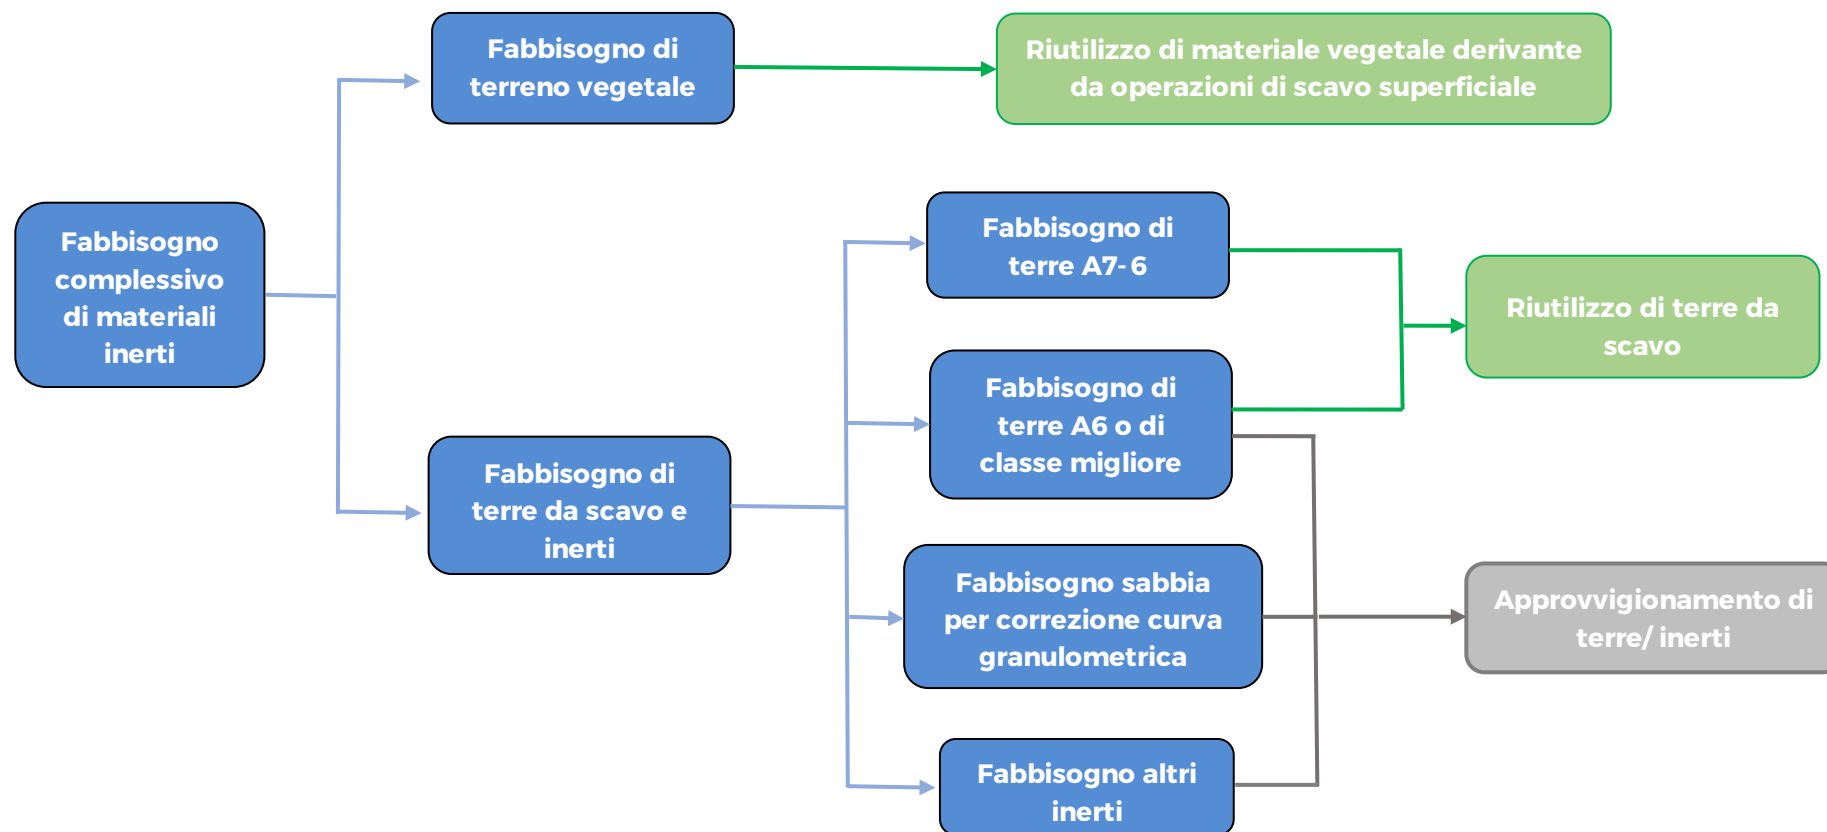 Fabbisogno di
terreno vegetale
Riutilizzo di materiale vegetale derivante
da operazioni di scavo superficiale
Fabbisogno
complessivo
di materiali
inerti
Fabbisogno di
terre A7-6
Riutilizzo di terre da
scavo
Fabbisogno di
terre A6 o di
classe migliore
Fabbisogno di
terre da scavo e
inerti
Fabbisogno sabbia
per correzione curva
granulometrica
Approvvigionamento di
terre/ inerti
Fabbisogno altri
inerti